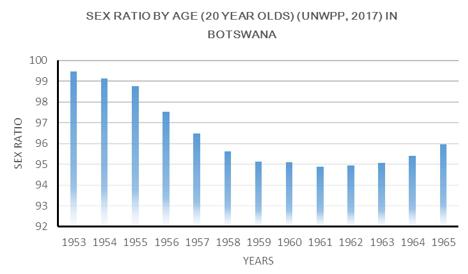 SEX RATIO BY AGE (20 YEAR OLDS) (UNWPP, 2017) IN
BOTSWANA
100
99
98
97
96
95
94
93
92
SEX RATIO
1953 1954 1955 1956 1957 1958 1959 1960 1961 1962 1963 1964 1965
YEARS